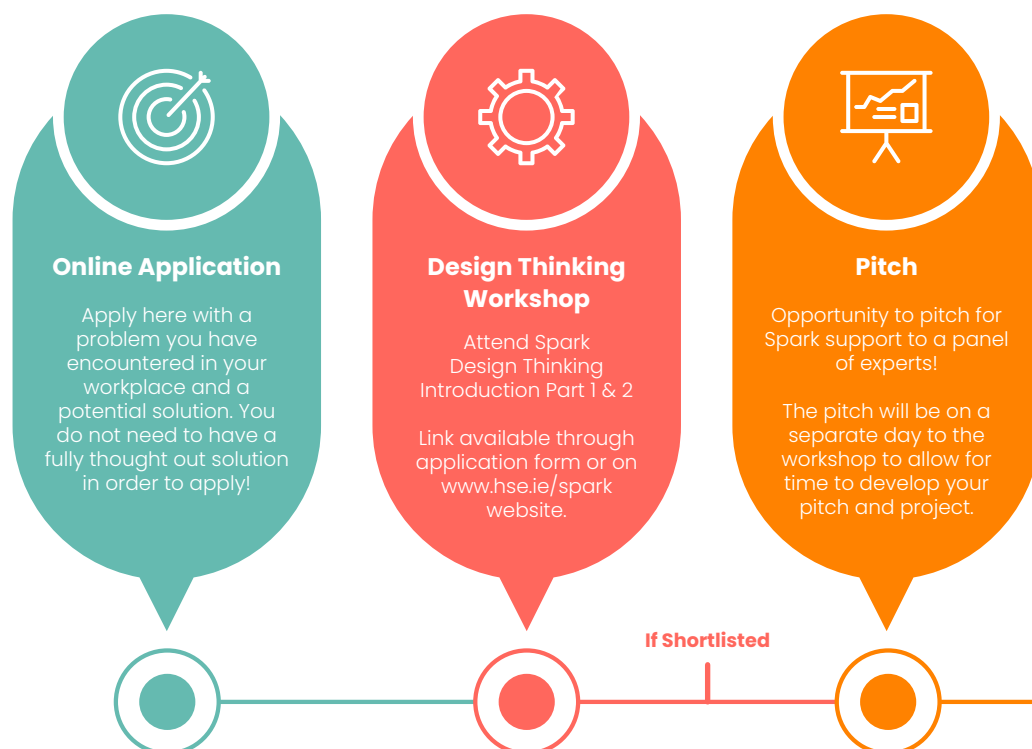 Online Application
Apply here with a
problem you have
encountered in your
workplace and a
potential solution. You
do not need to have a
fully thought out solution
in order to apply!
Design Thinking
Workshop
Attend Spark
Design Thinking
Introduction Part 1 & 2
Link available through
application form or on
www.hse.ie/spark
website.
Pitch
Opportunity to pitch for
Spark support to a panel
of experts!
The pitch will be on a
separate day to the
workshop to allow for
time to develop your
pitch and project.
If Shortlisted